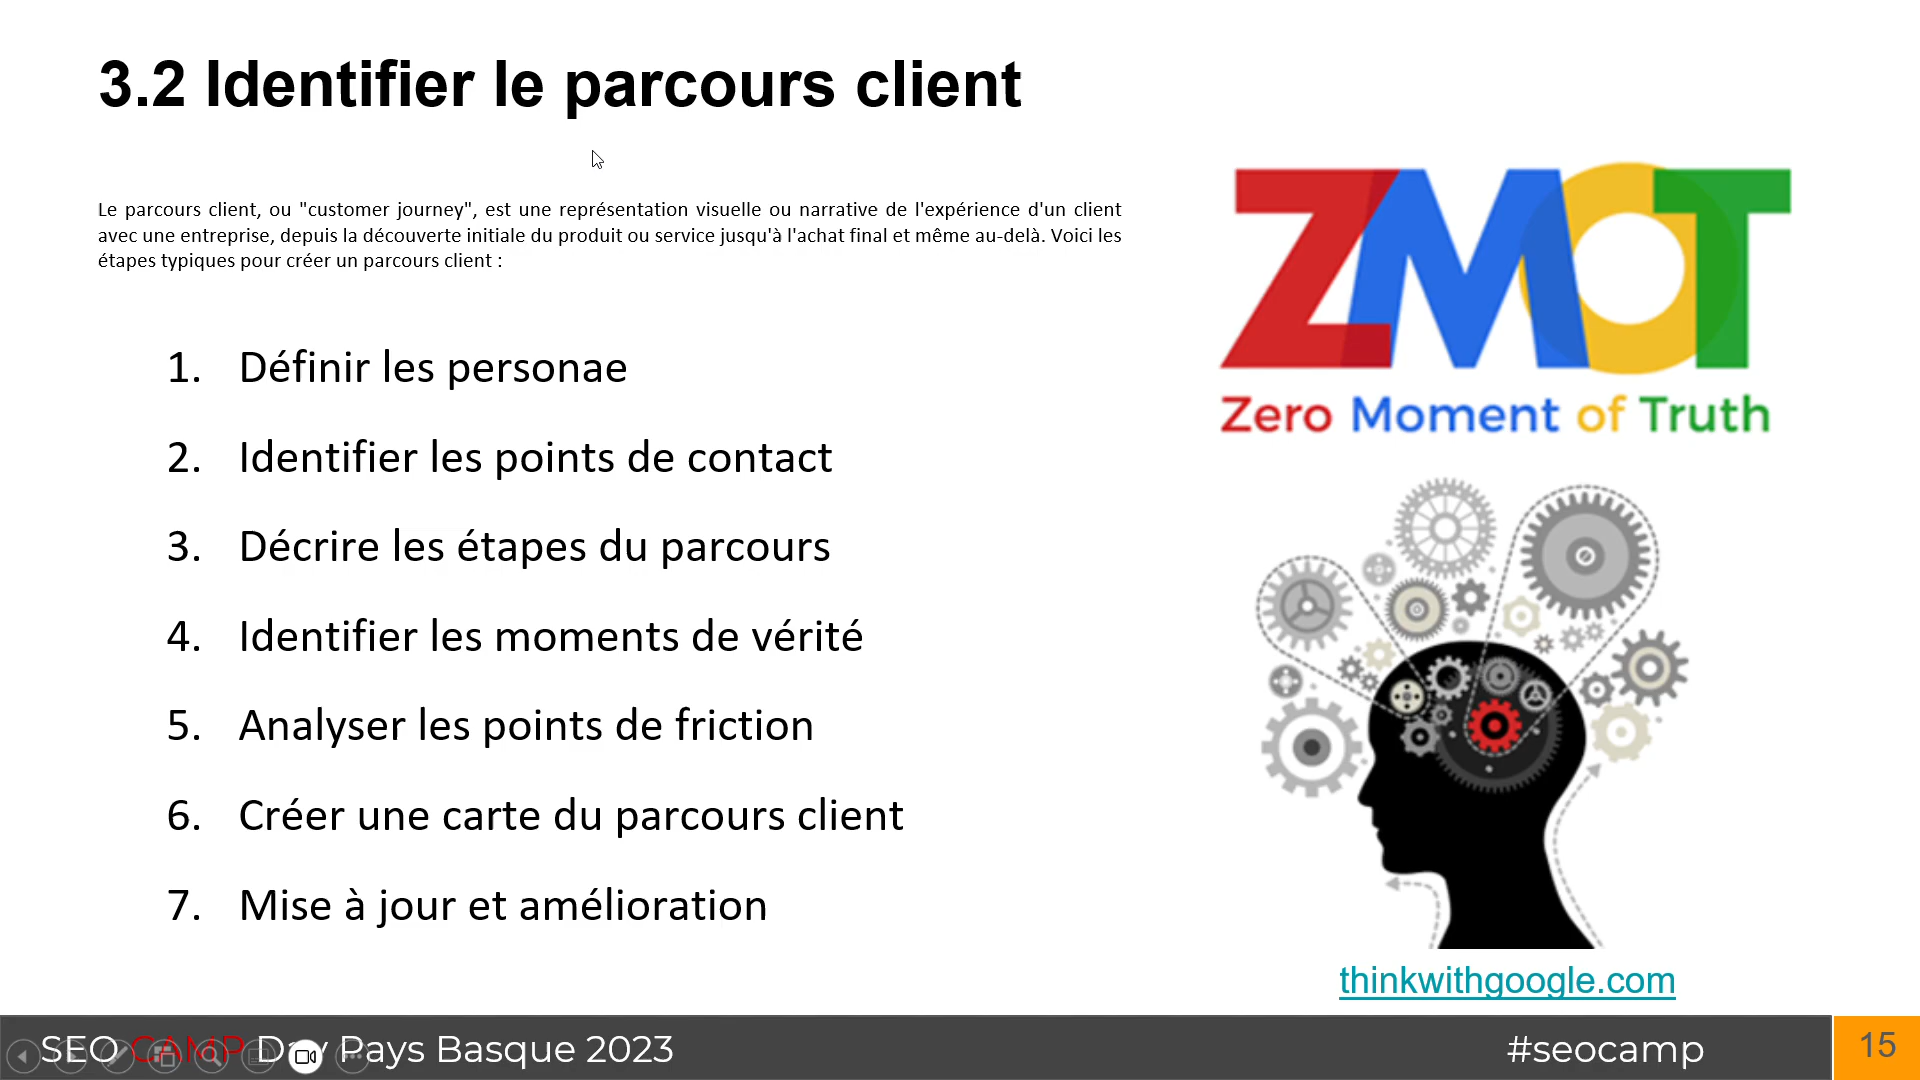 3.2 Identifier le parcours client
Le parcours client, ou "customer journey", est une représentation visuelle ou narrative de l'expérience d'un client
avec une entreprise, depuis la découverte initiale du produit ou service jusqu'à l'achat final et même au-delà. Voici les
étapes typiques pour créer un parcours client :
1. Définir les personae
2. Identifier les points de contact
3. Décrire les étapes du parcours
4. Identifier les moments de vérité
5. Analyser les points de friction
6. Créer une carte du parcours client
7. Mise à jour et amélioration
ZMOT
Zero Moment of Truth
thinkwithgoogle.com
SEO CAMP Day Pays Basque 2023
#seocamp
15